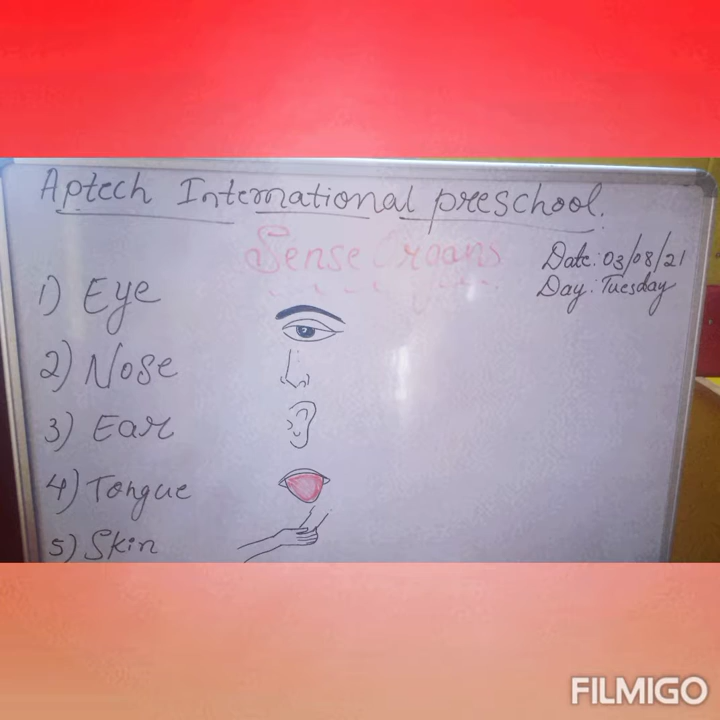 Aptech International preschool.
Sense Organs
Date: 03/08/21
Day: Tuesday
1) Eye
2) Nose
3) Ear
4) Tongue
5) Skin
FILMIGO